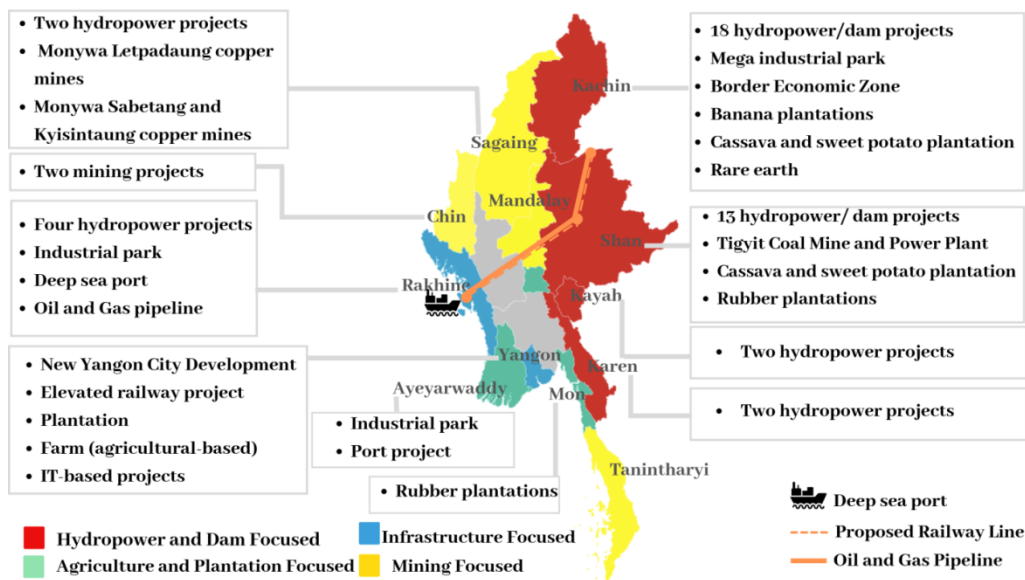 • Two hydropower projects
• Monywa Letpadaung copper
mines
• Monywa Sabetang and
Kyisintaung copper mines
• Two mining projects
• Four hydropower projects
• Industrial park
• Deep sea port
• Oil and Gas pipeline
• New Yangon City Development
• Elevated railway project
• Plantation
• Farm (agricultural-based)
• IT-based projects
• Industrial park
• Port project
• Rubber plantations
Kachin
Sagaing
Mandalay
Chin
Shan
Rakhine
Kayah
Yangon
Karen
Ayeyarwaddy
Mon
Tanintharyi
• 18 hydropower/dam projects
• Mega industrial park
• Border Economic Zone
• Banana plantations
• Cassava and sweet potato plantation
• Rare earth
• 13 hydropower/ dam projects
• Tigyit Coal Mine and Power Plant
• Cassava and sweet potato plantation
• Rubber plantations
• Two hydropower projects
• Two hydropower projects
Hydropower and Dam Focused
Infrastructure Focused
Agriculture and Plantation Focused
Mining Focused
Deep sea port
Proposed Railway Line
Oil and Gas Pipeline